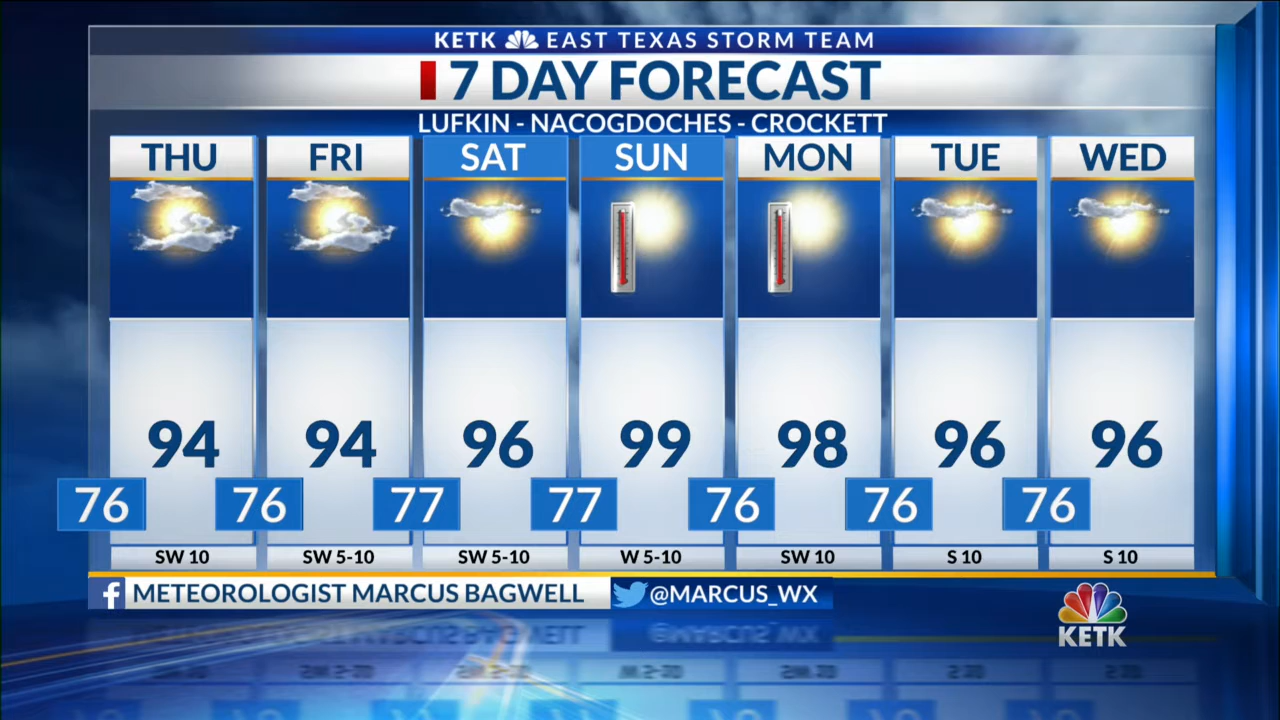 KETK EAST TEXAS STORM TEAM
7 DAY FORECAST
LUFKIN - NACOGDOCHES - CROCKETT
THU FRI SAT SUN MON TUE WED
94 94 96 99 98 96 96
76 76 77 77 76 76 76
SW 10 SW 5-10 SW 5-10 W 5-10 SW 10 S 10 S 10
f METEOROLOGIST MARCUS BAGWELL @MARCUS_WX
KETK